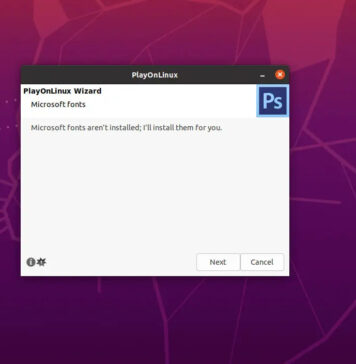 PlayOnLinux
PlayOnLinux Wizard
Microsoft fonts
Ps
Microsoft fonts aren't installed; I'll install them for you.
Next
Cancel